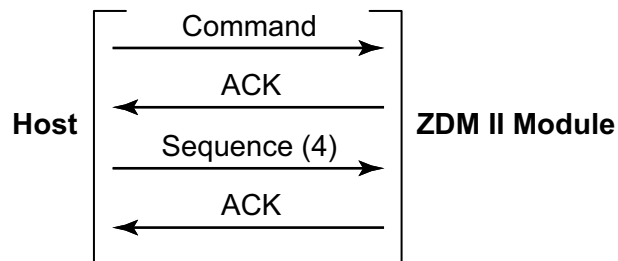 Command
ACK
Host
ZDM II Module
Sequence (4)
ACK